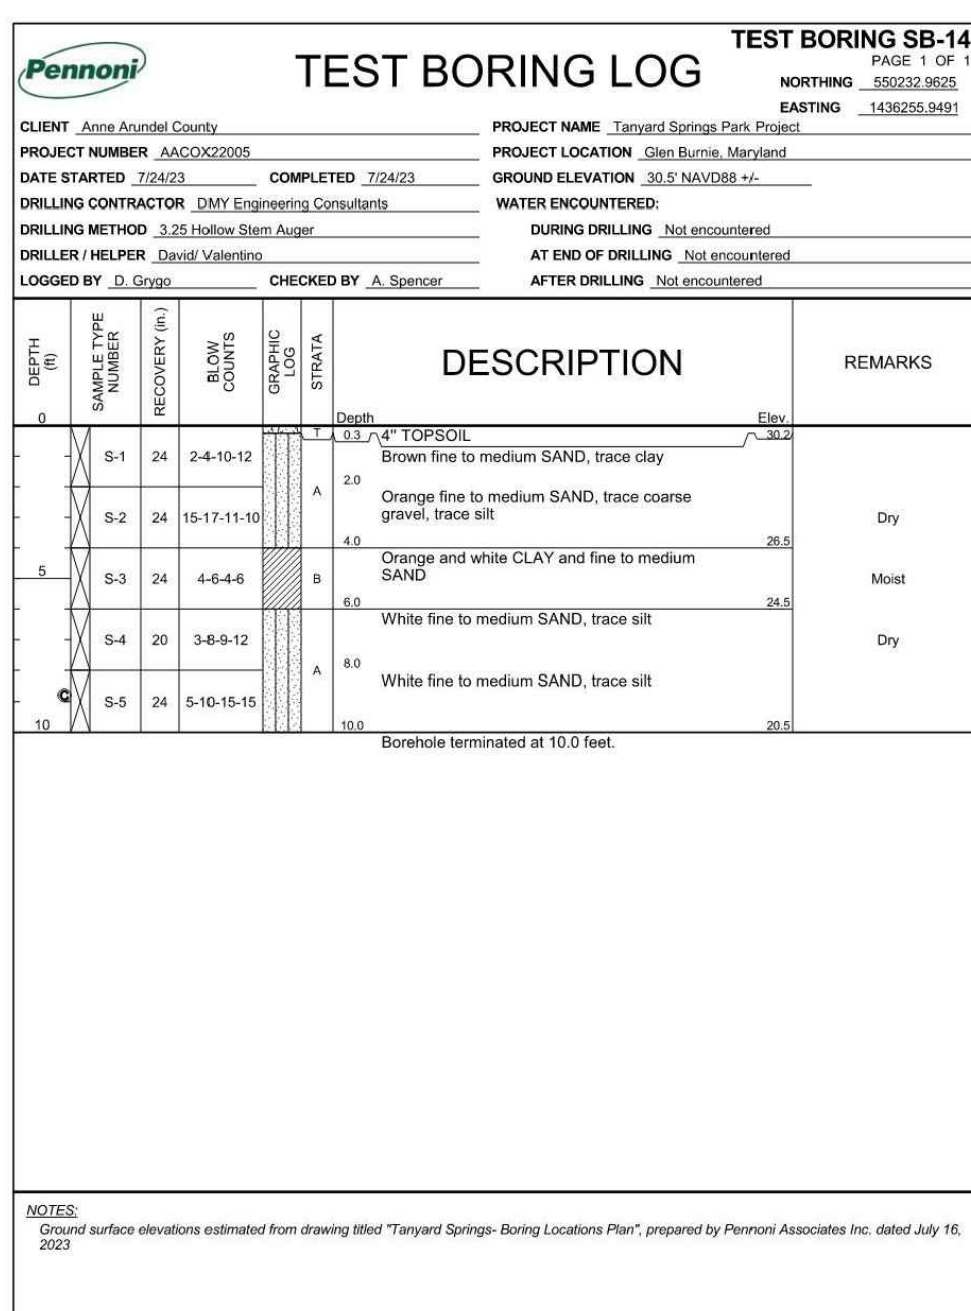 TEST BORING SB-14
PAGE 1 OF 1
Pennoni
TEST BORING LOG
NORTHING 550232.9625
EASTING 1436255.9491
CLIENT Anne Arundel County PROJECT NAME Tanyard Springs Park Project
PROJECT NUMBER AACOX22005 PROJECT LOCATION Glen Burnie, Maryland
DATE STARTED 7/24/23 COMPLETED 7/24/23 GROUND ELEVATION 30.5' NAVD88 +/-
DRILLING CONTRACTOR DMY Engineering Consultants WATER ENCOUNTERED:
DRILLING METHOD 3.25 Hollow Stem Auger DURING DRILLING Not encountered
DRILLER / HELPER David/ Valentino AT END OF DRILLING Not encountered
LOGGED BY D. Grygo CHECKED BY A. Spencer AFTER DRILLING Not encountered
DEPTH (ft) SAMPLE TYPE NUMBER RECOVERY (in.) BLOW COUNTS GRAPHIC LOG STRATA DESCRIPTION REMARKS
0 Depth Elev.
T 0.3 4" TOPSOIL 30.2
S-1 24 2-4-10-12 Brown fine to medium SAND, trace clay
2.0
A
Orange fine to medium SAND, trace coarse
S-2 24 15-17-11-10 gravel, trace silt Dry
4.0 26.5
Orange and white CLAY and fine to medium
5 S-3 24 4-6-4-6 B SAND Moist
6.0 24.5
White fine to medium SAND, trace silt
S-4 20 3-8-9-12 Dry
8.0
A
White fine to medium SAND, trace silt
S-5 24 5-10-15-15
10 10.0 20.5
Borehole terminated at 10.0 feet.
NOTES:
Ground surface elevations estimated from drawing titled "Tanyard Springs- Boring Locations Plan", prepared by Pennoni Associates Inc. dated July 16,
2023